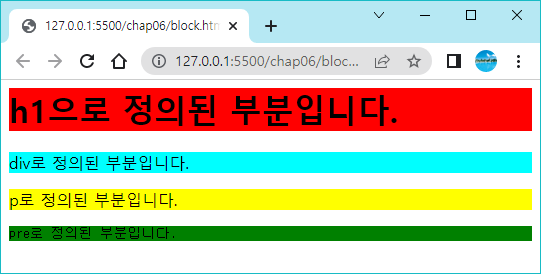 127.0.0.1:5500/chap06/block.htm
127.0.0.1:5500/chap06/bloc...
h1으로 정의된 부분입니다.
div로 정의된 부분입니다.
p로 정의된 부분입니다.
pre로 정의된 부분입니다.